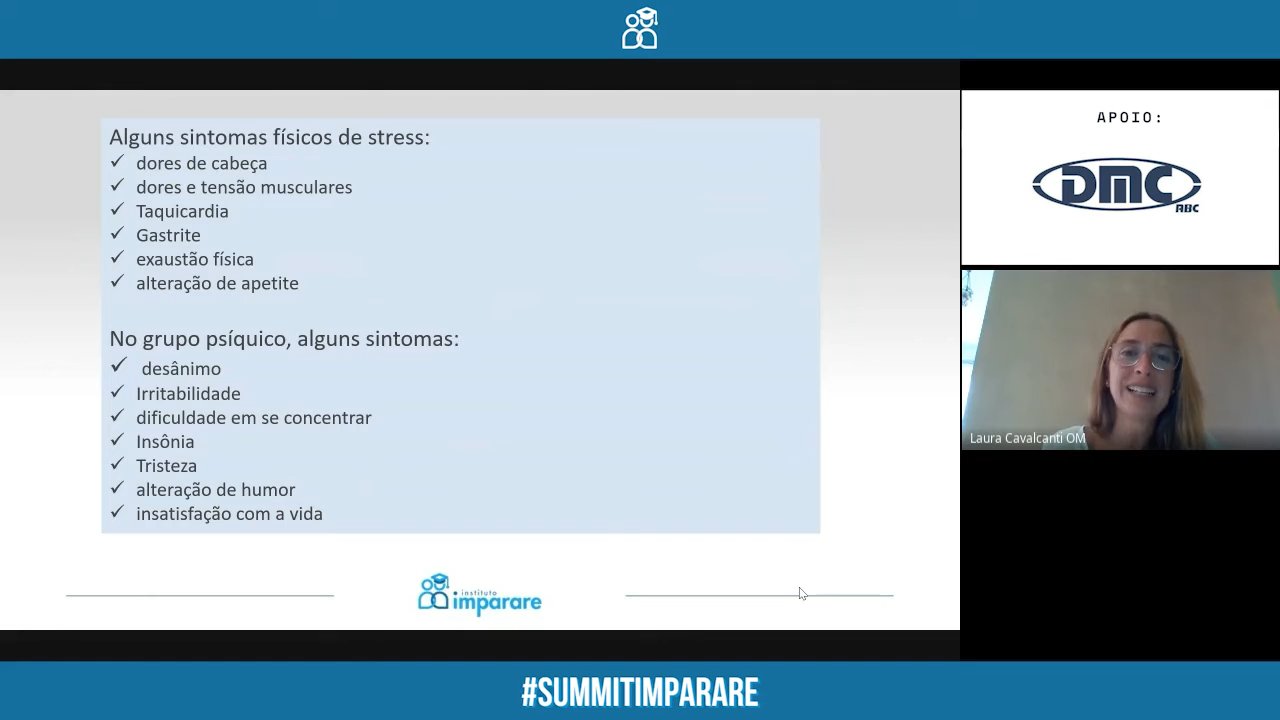 Alguns sintomas físicos de stress:
✓ dores de cabeça
✓ dores e tensão musculares
✓ Taquicardia
✓ Gastrite
✓ exaustão física
✓ alteração de apetite
No grupo psíquico, alguns sintomas:
✓ desânimo
✓ Irritabilidade
✓ dificuldade em se concentrar
✓ Insônia
✓ Tristeza
✓ alteração de humor
✓ insatisfação com a vida
instituto
imparare
APOIO:
DMC
ABC
Laura Cavalcanti OM
#SUMMITIMPARARE